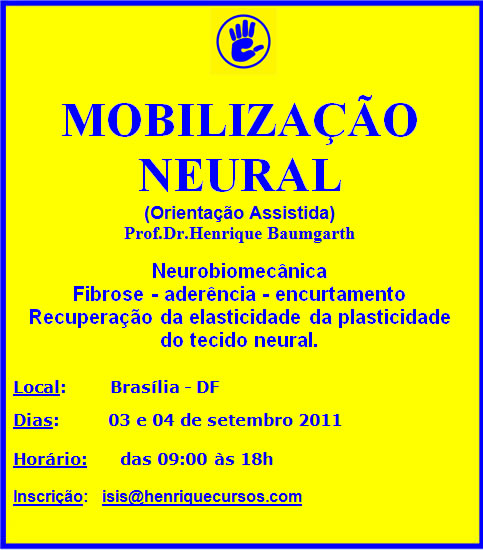 MOBILIZAÇÃO
NEURAL
(Orientação Assistida)
Prof.Dr.Henrique Baumgarth
Neurobiomecânica
Fibrose - aderência - encurtamento
Recuperação da elasticidade da plasticidade
do tecido neural.
Local: Brasília - DF
Dias: 03 e 04 de setembro 2011
Horário: das 09:00 às 18h
Inscrição: isis@henriquecursos.com